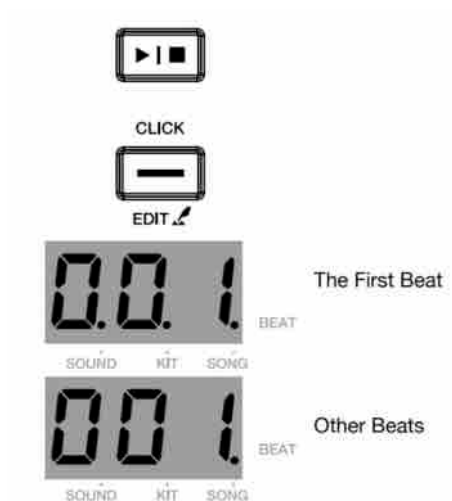 CLICK
EDIT
0.0.1.
The First Beat
BEAT
SOUND KIT SONG
001.
Other Beats
BEAT
SOUND KIT SONG